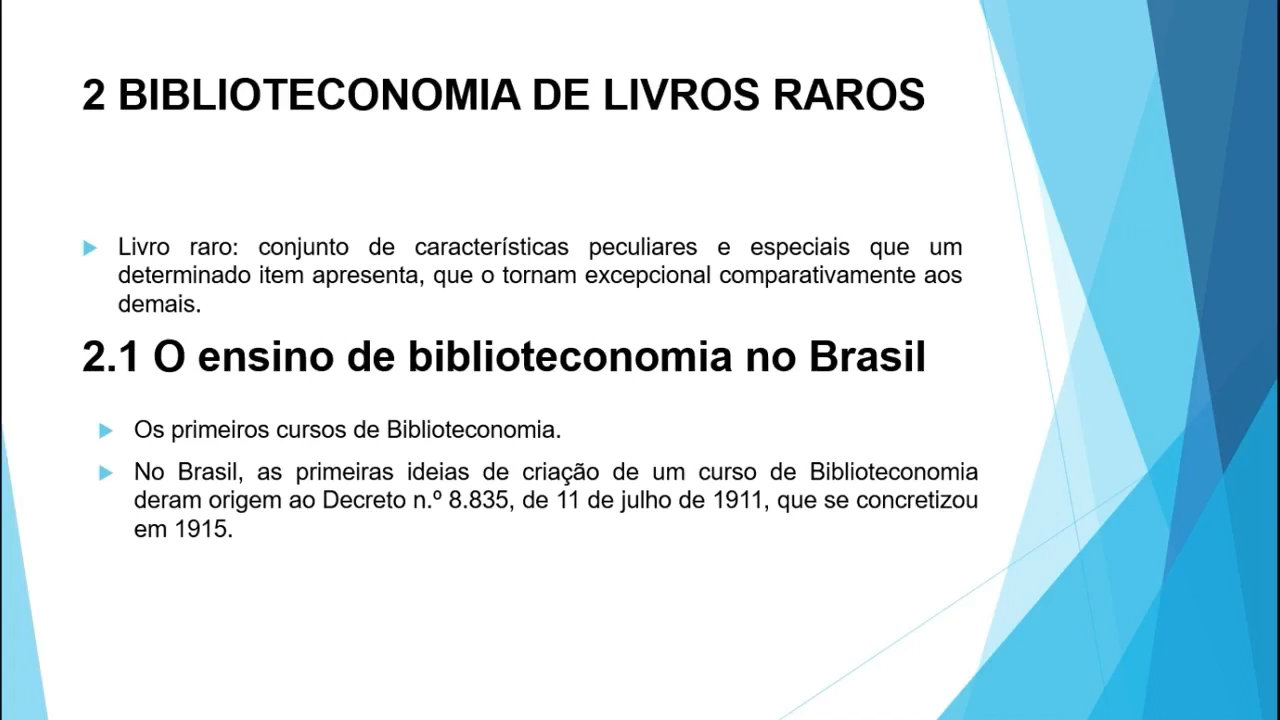 2 BIBLIOTECONOMIA DE LIVROS RAROS
Livro raro: conjunto de características peculiares e especiais que um
determinado item apresenta, que o tornam excepcional comparativamente aos
demais.
2.1 O ensino de biblioteconomia no Brasil
Os primeiros cursos de Biblioteconomia.
No Brasil, as primeiras ideias de criação de um curso de Biblioteconomia
deram origem ao Decreto n.º 8.835, de 11 de julho de 1911, que se concretizou
em 1915.